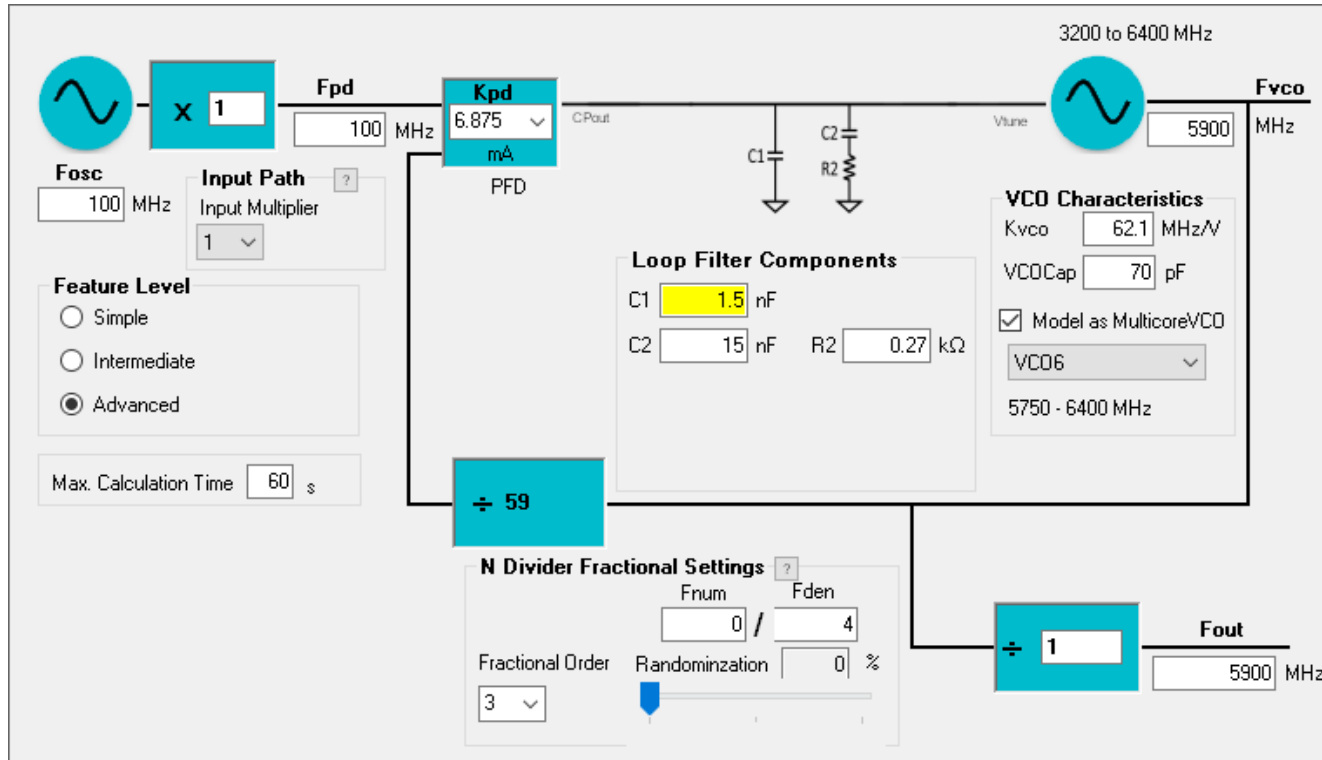 3200 to 6400 MHz
x 1
Fpd
100 MHz
Kpd
6.875
mA
PFD
CPout
C1
C2
R2
Vtune
Fvco
5900
MHz
Fosc
100 MHz
Input Path ?
Input Multiplier
1
Feature Level
Simple
Intermediate
Advanced
Max. Calculation Time 60 s
Loop Filter Components
C1 1.5 nF
C2 15 nF R2 0.27 kΩ
VCO Characteristics
Kvco 62.1 MHz/V
VCOCap 70 pF
Model as MulticoreVCO
VCO6
5750 - 6400 MHz
÷ 59
N Divider Fractional Settings ?
Fnum Fden
0 / 4
Fractional Order Randominzation 0 %
3
÷ 1
Fout
5900 MHz